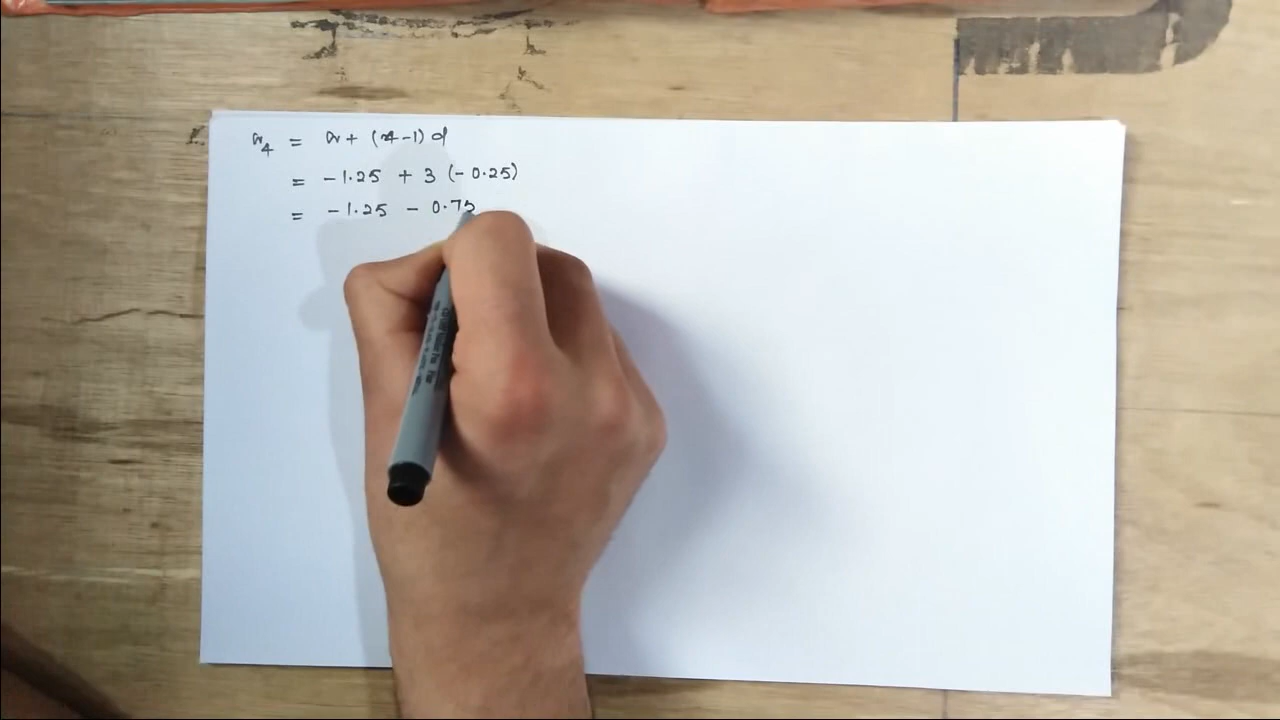 a₄ = a + (4-1) d
= -1.25 + 3 (-0.25)
= -1.25 - 0.75